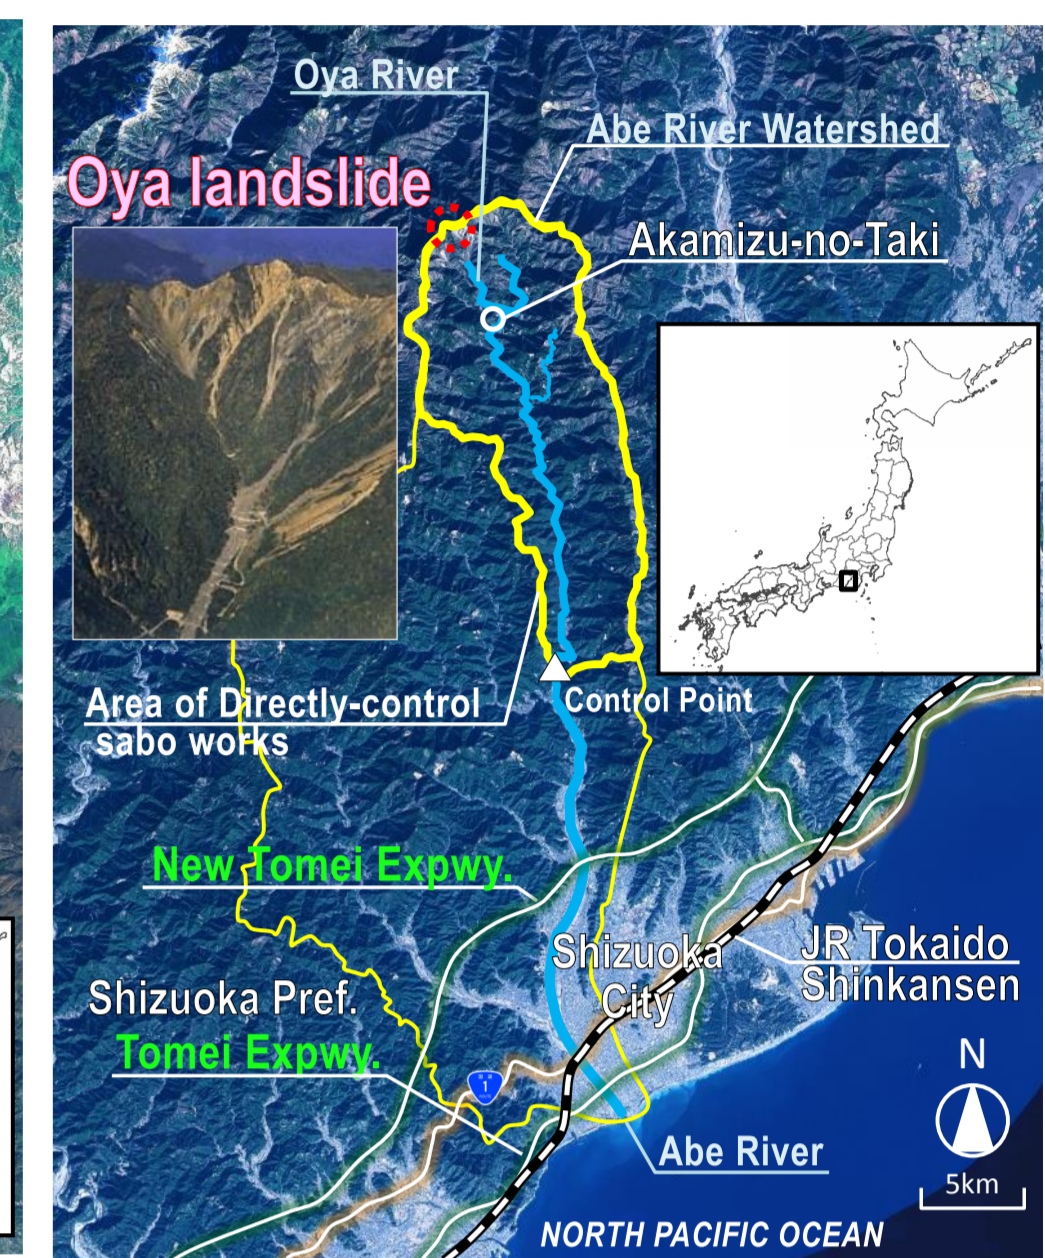 Oya River
Abe River Watershed
Oya landslide
Akamizu-no-Taki
Area of Directly-control
sabo works
Control Point
New Tomei Expwy.
Shizuoka
City
JR Tokaido
Shinkansen
Shizuoka Pref.
Tomei Expwy.
1
N
Abe River
5km
NORTH PACIFIC OCEAN